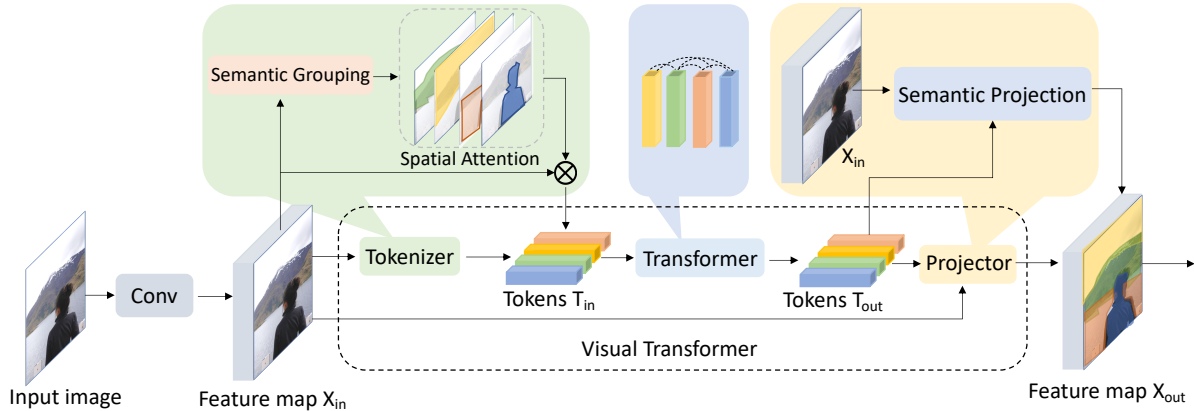 Semantic Grouping
Spatial Attention
X_in
Semantic Projection
Input image
Conv
Feature map X_in
Tokenizer
Tokens T_in
Transformer
Tokens T_out
Projector
Visual Transformer
Feature map X_out